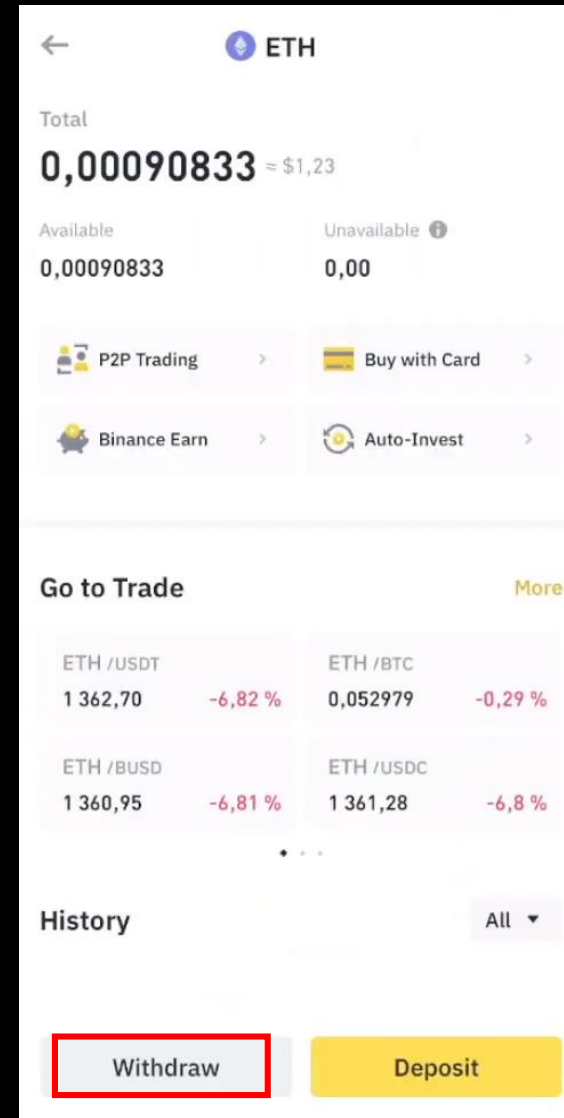 ETH
Total
0,00090833 ≈ $1,23
Available Unavailable
0,00090833 0,00
P2P Trading Buy with Card
Binance Earn Auto-Invest
Go to Trade More
ETH /USDT ETH /BTC
1 362,70 -6,82 % 0,052979 -0,29 %
ETH /BUSD ETH /USDC
1 360,95 -6,81 % 1 361,28 -6,8 %
History All
Withdraw Deposit